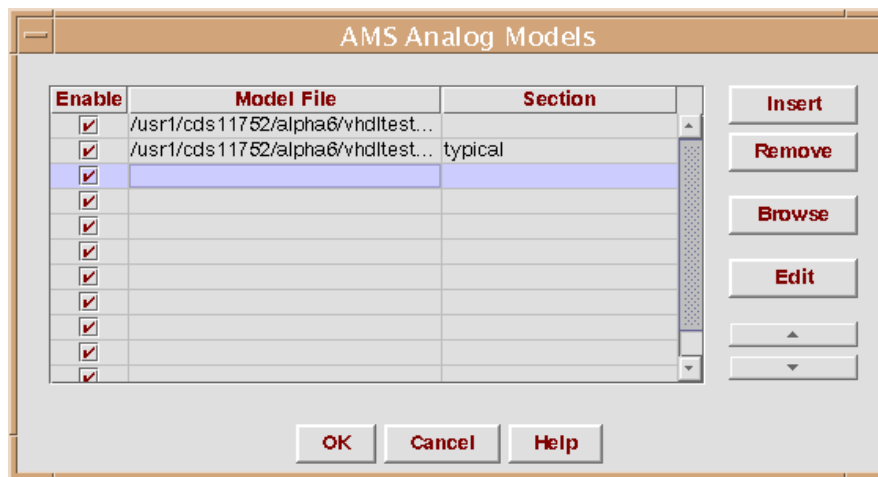 AMS Analog Models
Enable Model File Section
/usr1/cds11752/alpha6/vhdltest...
/usr1/cds11752/alpha6/vhdltest... typical
Insert
Remove
Browse
Edit
OK Cancel Help